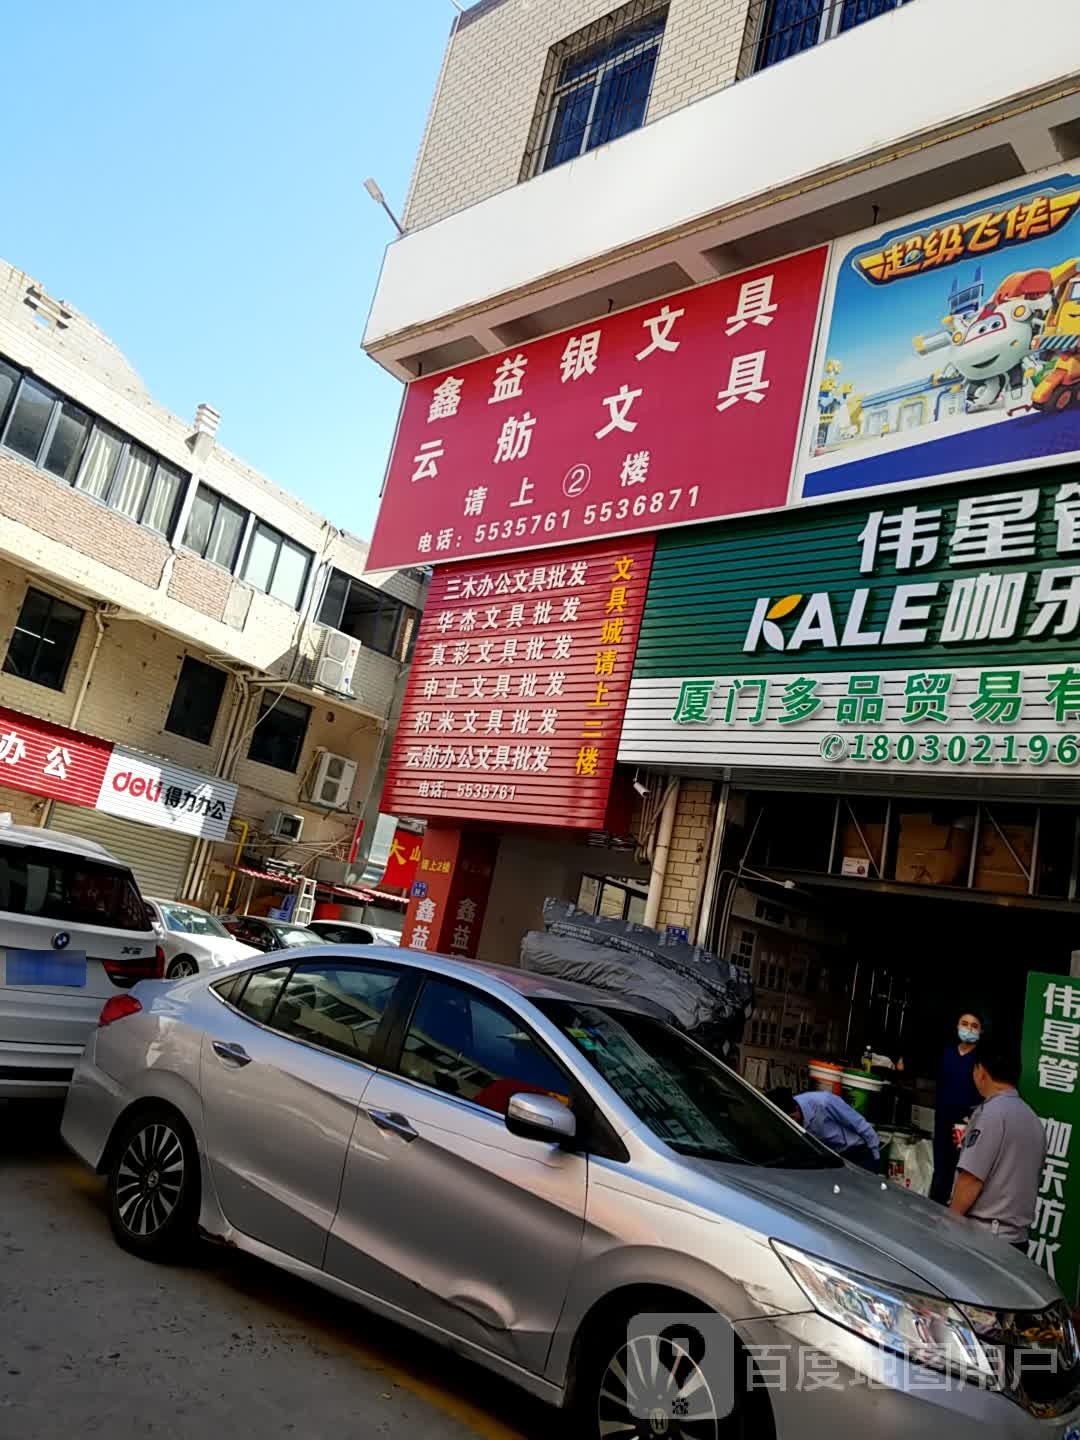 超级飞侠
鑫益银文具
云舫文具
请上②楼
电话：5535761 5536871
三木办公文具批发
华杰文具批发
真彩文具批发
申士文具批发
积米文具批发
云舫办公文具批发
电话：5535761
文具城请上二楼
伟星管
KALE咖乐
厦门多品贸易有
✆180302196
办公
deli得力办公
大山
请上2楼
鑫益
鑫益
伟星管 咖乐防水
百度地图用户